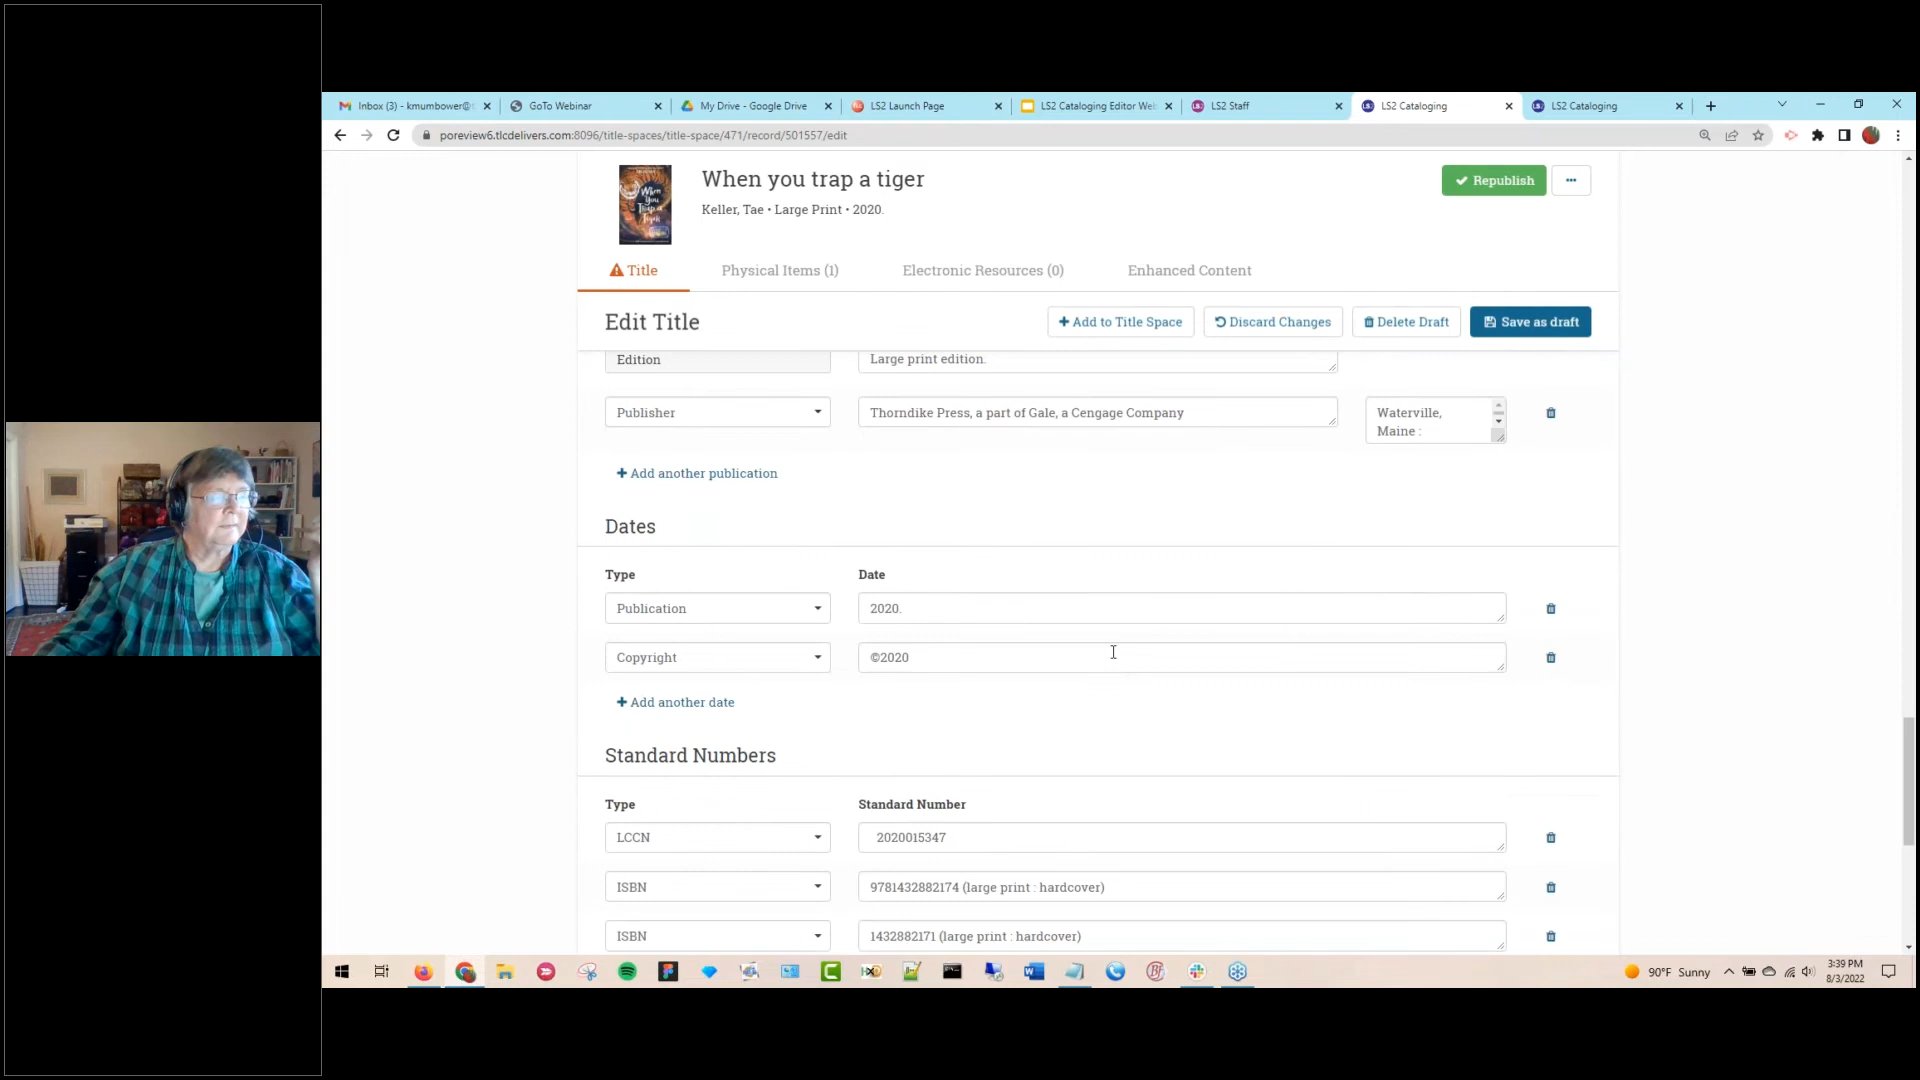 Inbox (3) - kmumbower@
GoTo Webinar
My Drive - Google Drive
LS2 Launch Page
LS2 Cataloging Editor Web
LS2 Staff
LS2 Cataloging
LS2 Cataloging
poreview6.tlcdelivers.com:8096/title-spaces/title-space/471/record/501557/edit
When you trap a tiger
Keller, Tae • Large Print • 2020.
Republish
Title
Physical Items (1)
Electronic Resources (0)
Enhanced Content
Edit Title
Add to Title Space
Discard Changes
Delete Draft
Save as draft
Edition
Large print edition.
Publisher
Thorndike Press, a part of Gale, a Cengage Company
Waterville,
Maine :
Add another publication
Dates
Type
Date
Publication
2020.
Copyright
©2020
Add another date
Standard Numbers
Type
Standard Number
LCCN
2020015347
ISBN
9781432882174 (large print : hardcover)
ISBN
1432882171 (large print : hardcover)
90°F Sunny
3:39 PM
8/3/2022